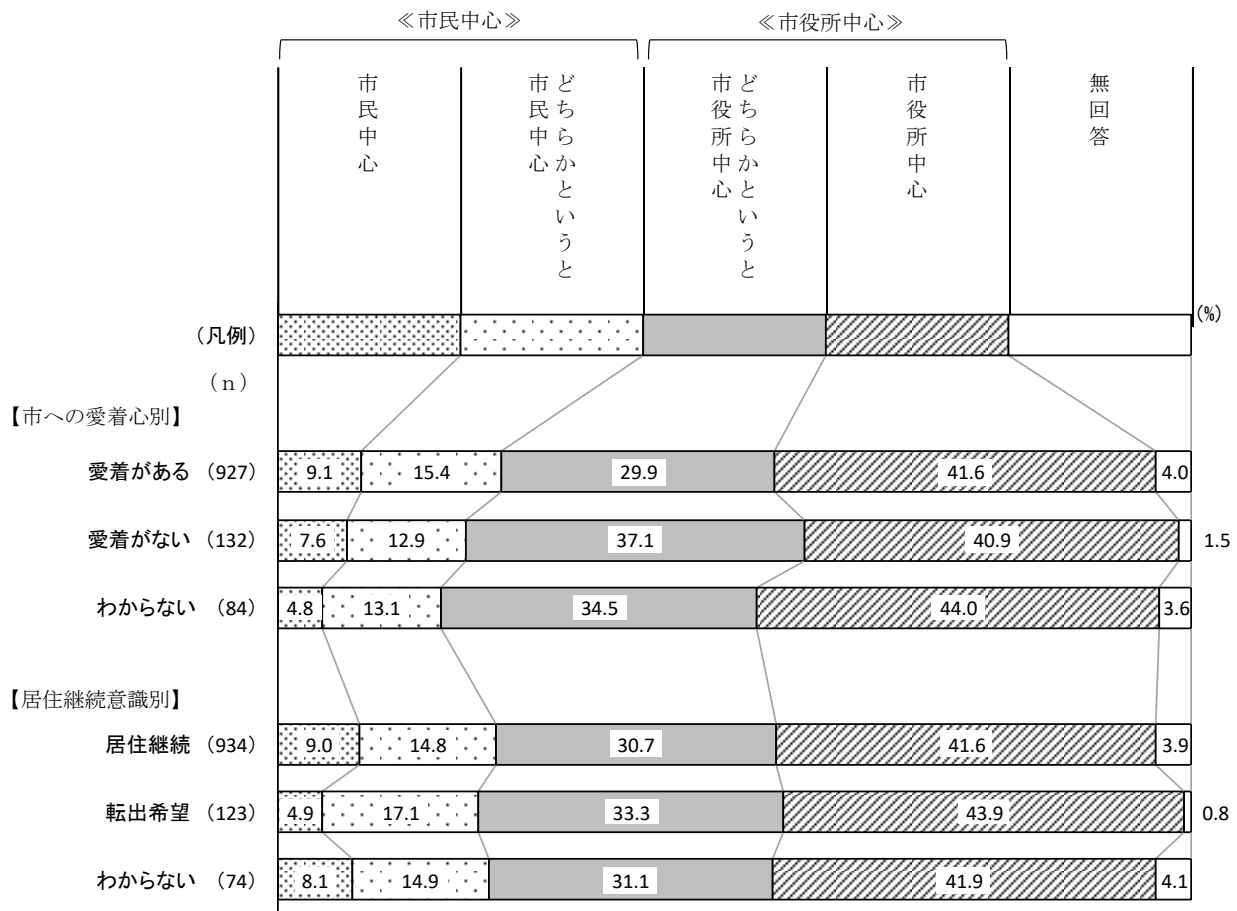 ≪市民中心≫ ≪市役所中心≫
市民中心
どちらかというと
市民中心
どちらかというと
市役所中心
市役所中心
無回答
(%)
(凡例)
(n)
【市への愛着心別】
愛着がある (927) 9.1 15.4 29.9 41.6 4.0
愛着がない (132) 7.6 12.9 37.1 40.9 1.5
わからない (84) 4.8 13.1 34.5 44.0 3.6
【居住継続意識別】
居住継続 (934) 9.0 14.8 30.7 41.6 3.9
転出希望 (123) 4.9 17.1 33.3 43.9 0.8
わからない (74) 8.1 14.9 31.1 41.9 4.1